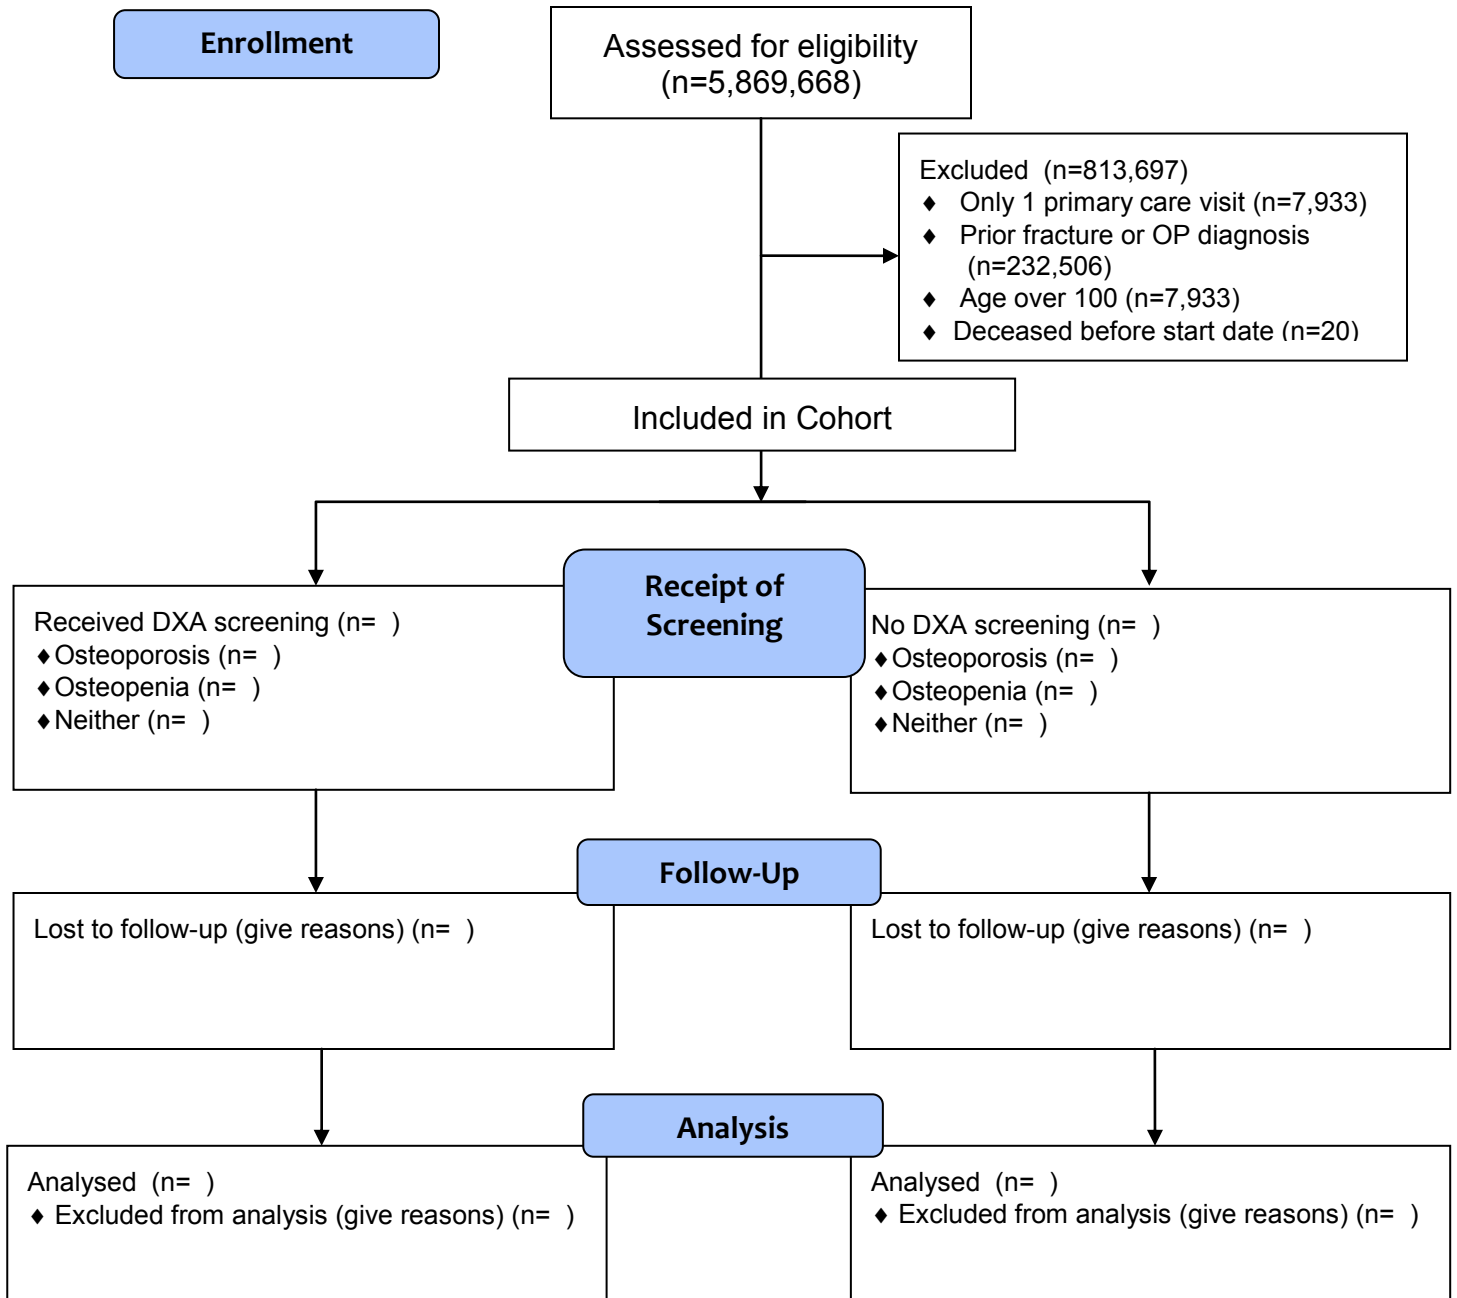 Enrollment
Assessed for eligibility
(n=5,869,668)
Excluded (n=813,697)
♦ Only 1 primary care visit (n=7,933)
♦ Prior fracture or OP diagnosis
(n=232,506)
♦ Age over 100 (n=7,933)
♦ Deceased before start date (n=20)
Included in Cohort
Receipt of
Screening
Received DXA screening (n= )
♦Osteoporosis (n= )
♦Osteopenia (n= )
♦Neither (n= )
No DXA screening (n= )
♦Osteoporosis (n= )
♦Osteopenia (n= )
♦Neither (n= )
Follow-Up
Lost to follow-up (give reasons) (n= )
Lost to follow-up (give reasons) (n= )
Analysis
Analysed (n= )
♦ Excluded from analysis (give reasons) (n= )
Analysed (n= )
♦ Excluded from analysis (give reasons) (n= )